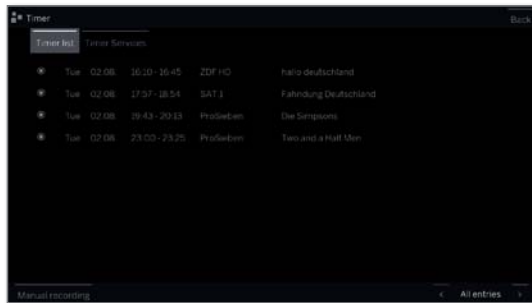 Timer
Back
Timer list Timer Services
Tue 02.08. 16:10 - 16:45 ZDF HD hallo deutschland
Tue 02.08. 17:57 - 18:54 SAT.1 Fahndung Deutschland
Tue 02.08. 19:43 - 20:13 ProSieben Die Simpsons
Tue 02.08. 23:00 - 23:25 ProSieben Two and a Half Men
Manual recording < All entries >